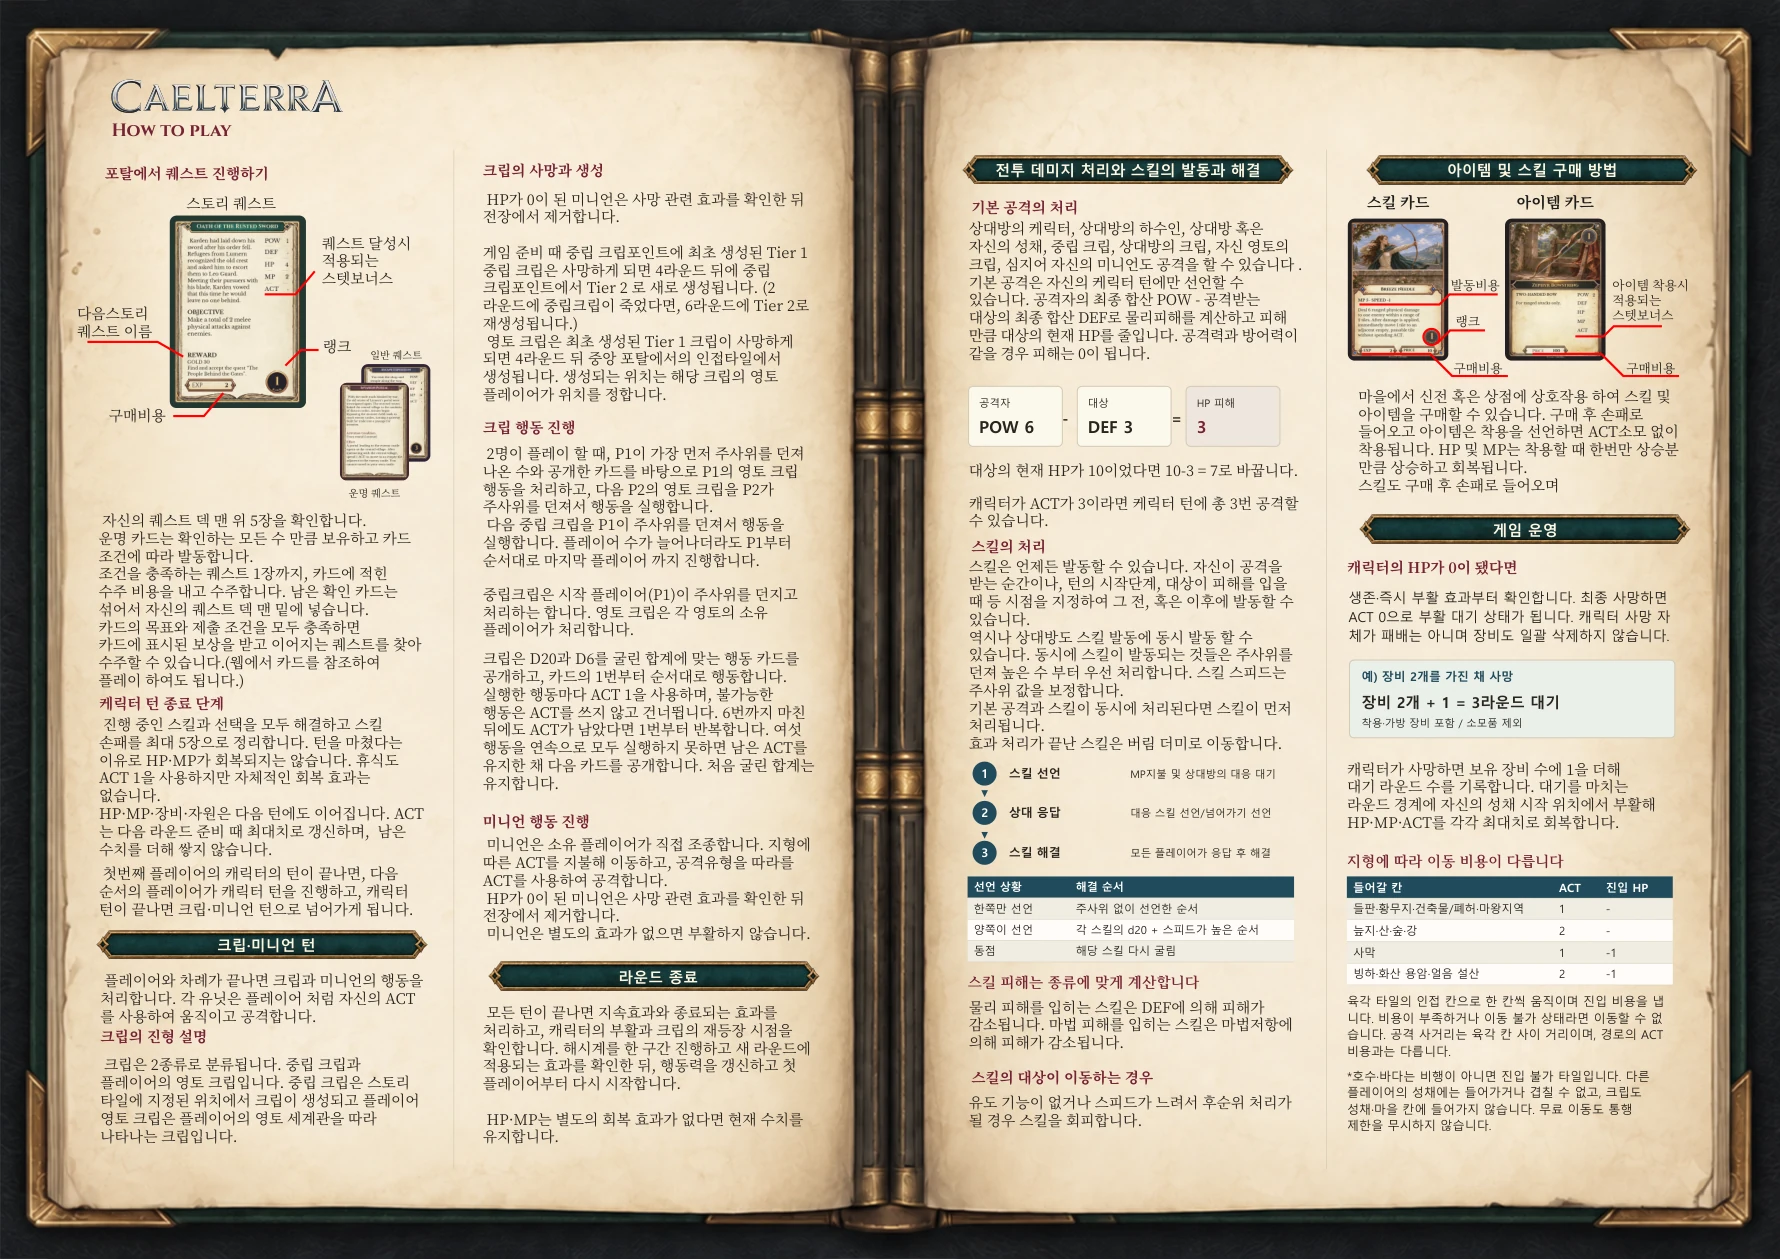 CAELTERRA
HOW TO PLAY
포탈에서 퀘스트 진행하기
스토리 퀘스트
OATH OF THE RUSTED SWORD
Karden had laid down his
sword after his order fell.
Refugees from Lumern
recognized the old crest
and asked him to escort
them to Leo Guard.
Meeting their pursuers with
his blade, Karden vowed
that this time he would
leave no one behind.
POW 1
DEF
HP 4
MP 2
ACT
OBJECTIVE
Make a total of 2 melee
physical attacks against
enemies.
REWARD
GOLD 30
Find and accept the quest "The
People Behind the Gates".
EXP 2
1
퀘스트 달성시
적용되는
스텟보너스
다음스토리
퀘스트 이름
랭크
구매비용
일반 퀘스트
운명 퀘스트
자신의 퀘스트 덱 맨 위 5장을 확인합니다.
운명 카드는 확인하는 모든 수 만큼 보유하고 카드
조건에 따라 발동합니다.
조건을 충족하는 퀘스트 1장까지, 카드에 적힌
수주 비용을 내고 수주합니다. 남은 확인 카드는
섞어서 자신의 퀘스트 덱 맨 밑에 넣습니다.
카드의 목표와 제출 조건을 모두 충족하면
카드에 표시된 보상을 받고 이어지는 퀘스트를 찾아
수주할 수 있습니다.(웹에서 카드를 참조하여
플레이 하여도 됩니다.)
케릭터 턴 종료 단계
진행 중인 스킬과 선택을 모두 해결하고 스킬
손패를 최대 5장으로 정리합니다. 턴을 마쳤다는
이유로 HP·MP가 회복되지는 않습니다. 휴식도
ACT 1을 사용하지만 자체적인 회복 효과는
없습니다.
HP·MP·장비·자원은 다음 턴에도 이어집니다. ACT
는 다음 라운드 준비 때 최대치로 갱신하며, 남은
수치를 더해 쌓지 않습니다.
첫번째 플레이어의 캐릭터의 턴이 끝나면, 다음
순서의 플레이어가 캐릭터 턴을 진행하고, 캐릭터
턴이 끝나면 크립·미니언 턴으로 넘어가게 됩니다.
크립·미니언 턴
플레이어와 차례가 끝나면 크립과 미니언의 행동을
처리합니다. 각 유닛은 플레이어 처럼 자신의 ACT
를 사용하여 움직이고 공격합니다.
크립의 진형 설명
크립은 2종류로 분류됩니다. 중립 크립과
플레이어의 영토 크립입니다. 중립 크립은 스토리
타일에 지정된 위치에서 크립이 생성되고 플레이어
영토 크립은 플레이어의 영토 세계관을 따라
나타나는 크립입니다.
크립의 사망과 생성
HP가 0이 된 미니언은 사망 관련 효과를 확인한 뒤
전장에서 제거합니다.
게임 준비 때 중립 크립포인트에 최초 생성된 Tier 1
중립 크립은 사망하게 되면 4라운드 뒤에 중립
크립포인트에서 Tier 2 로 새로 생성됩니다. (2
라운드에 중립크립이 죽었다면, 6라운드에 Tier 2로
재생성됩니다.)
영토 크립은 최초 생성된 Tier 1 크립이 사망하게
되면 4라운드 뒤 중앙 포탈에서의 인접타일에서
생성됩니다. 생성되는 위치는 해당 크립의 영토
플레이어가 위치를 정합니다.
크립 행동 진행
2명이 플레이 할 때, P1이 가장 먼저 주사위를 던져
나온 수와 공개한 카드를 바탕으로 P1의 영토 크립
행동을 처리하고, 다음 P2의 영토 크립을 P2가
주사위를 던져서 행동을 실행합니다.
다음 중립 크립을 P1이 주사위를 던져서 행동을
실행합니다. 플레이어 수가 늘어나더라도 P1부터
순서대로 마지막 플레이어 까지 진행합니다.
중립크립은 시작 플레이어(P1)이 주사위를 던지고
처리하는 합니다. 영토 크립은 각 영토의 소유
플레이어가 처리합니다.
크립은 D20과 D6를 굴린 합계에 맞는 행동 카드를
공개하고, 카드의 1번부터 순서대로 행동합니다.
실행한 행동마다 ACT 1을 사용하며, 불가능한
행동은 ACT를 쓰지 않고 건너뜁니다. 6번까지 마친
뒤에도 ACT가 남았다면 1번부터 반복합니다. 여섯
행동을 연속으로 모두 실행하지 못하면 남은 ACT를
유지한 채 다음 카드를 공개합니다. 처음 굴린 합계는
유지합니다.
미니언 행동 진행
미니언은 소유 플레이어가 직접 조종합니다. 지형에
따른 ACT를 지불해 이동하고, 공격유형을 따라를
ACT를 사용하여 공격합니다.
HP가 0이 된 미니언은 사망 관련 효과를 확인한 뒤
전장에서 제거합니다.
미니언은 별도의 효과가 없으면 부활하지 않습니다.
라운드 종료
모든 턴이 끝나면 지속효과와 종료되는 효과를
처리하고, 캐릭터의 부활과 크립의 재등장 시점을
확인합니다. 해시계를 한 구간 진행하고 새 라운드에
적용되는 효과를 확인한 뒤, 행동력을 갱신하고 첫
플레이어부터 다시 시작합니다.
HP·MP는 별도의 회복 효과가 없다면 현재 수치를
유지합니다.
전투 데미지 처리와 스킬의 발동과 해결
기본 공격의 처리
상대방의 케릭터, 상대방의 하수인, 상대방 혹은
자신의 성채, 중립 크립, 상대방의 크립, 자신 영토의
크립, 심지어 자신의 미니언도 공격을 할 수 있습니다 .
기본 공격은 자신의 케릭터 턴에만 선언할 수
있습니다. 공격자의 최종 합산 POW - 공격받는
대상의 최종 합산 DEF로 물리피해를 계산하고 피해
만큼 대상의 현재 HP를 줄입니다. 공격력과 방어력이
같을 경우 피해는 0이 됩니다.
공격자
POW 6
-
대상
DEF 3
=
HP 피해
3
대상의 현재 HP가 10이었다면 10-3 = 7로 바꿉니다.
캐릭터가 ACT가 3이라면 케릭터 턴에 총 3번 공격할
수 있습니다.
스킬의 처리
스킬은 언제든 발동할 수 있습니다. 자신이 공격을
받는 순간이나, 턴의 시작단계, 대상이 피해를 입을
때 등 시점을 지정하여 그 전, 혹은 이후에 발동할 수
있습니다.
역시나 상대방도 스킬 발동에 동시 발동 할 수
있습니다. 동시에 스킬이 발동되는 것들은 주사위를
던져 높은 수 부터 우선 처리합니다. 스킬 스피드는
주사위 값을 보정합니다.
기본 공격과 스킬이 동시에 처리된다면 스킬이 먼저
처리됩니다.
효과 처리가 끝난 스킬은 버림 더미로 이동합니다.
1 스킬 선언 MP지불 및 상대방의 대응 대기
2 상대 응답 대응 스킬 선언/넘어가기 선언
3 스킬 해결 모든 플레이어가 응답 후 해결
선언 상황 해결 순서
한쪽만 선언 주사위 없이 선언한 순서
양쪽이 선언 각 스킬의 d20 + 스피드가 높은 순서
동점 해당 스킬 다시 굴림
스킬 피해는 종류에 맞게 계산합니다
물리 피해를 입히는 스킬은 DEF에 의해 피해가
감소됩니다. 마법 피해를 입히는 스킬은 마법저항에
의해 피해가 감소됩니다.
스킬의 대상이 이동하는 경우
유도 기능이 없거나 스피드가 느려서 후순위 처리가
될 경우 스킬을 회피합니다.
아이템 및 스킬 구매 방법
스킬 카드
아이템 카드
BREEZE NEEDLE
MP 3 · SPEED -1
발동비용
랭크
구매비용
ZEPHYR BOWSTRING
TWO-HANDED BOW
For ranged attacks only.
POW 2
DEF
HP
MP
ACT
1
아이템 착용시
적용되는
스텟보너스
구매비용
마을에서 신전 혹은 상점에 상호작용 하여 스킬 및
아이템을 구매할 수 있습니다. 구매 후 손패로
들어오고 아이템은 착용을 선언하면 ACT소모 없이
착용됩니다. HP 및 MP는 착용할 때 한번만 상승분
만큼 상승하고 회복됩니다.
스킬도 구매 후 손패로 들어오며
게임 운영
캐릭터의 HP가 0이 됐다면
생존·즉시 부활 효과부터 확인합니다. 최종 사망하면
ACT 0으로 부활 대기 상태가 됩니다. 캐릭터 사망 자
체가 패배는 아니며 장비도 일괄 삭제하지 않습니다.
예) 장비 2개를 가진 채 사망
장비 2개 + 1 = 3라운드 대기
착용·가방 장비 포함 / 소모품 제외
캐릭터가 사망하면 보유 장비 수에 1을 더해
대기 라운드 수를 기록합니다. 대기를 마치는
라운드 경계에 자신의 성채 시작 위치에서 부활해
HP·MP·ACT를 각각 최대치로 회복합니다.
지형에 따라 이동 비용이 다릅니다
들어갈 칸 ACT 진입 HP
들판·황무지·건축물/폐허·마왕지역 1 -
늪지·산·숲·강 2 -
사막 1 -1
빙하·화산 용암·얼음 설산 2 -1
육각 타일의 인접 칸으로 한 칸씩 움직이며 진입 비용을 냅
니다. 비용이 부족하거나 이동 불가 상태라면 이동할 수 없
습니다. 공격 사거리는 육각 칸 사이 거리이며, 경로의 ACT
비용과는 다릅니다.
*호수·바다는 비행이 아니면 진입 불가 타일입니다. 다른
플레이어의 성채에는 들어가거나 겹칠 수 없고, 크립도
성채·마을 칸에 들어가지 않습니다. 무료 이동도 통행
제한을 무시하지 않습니다.